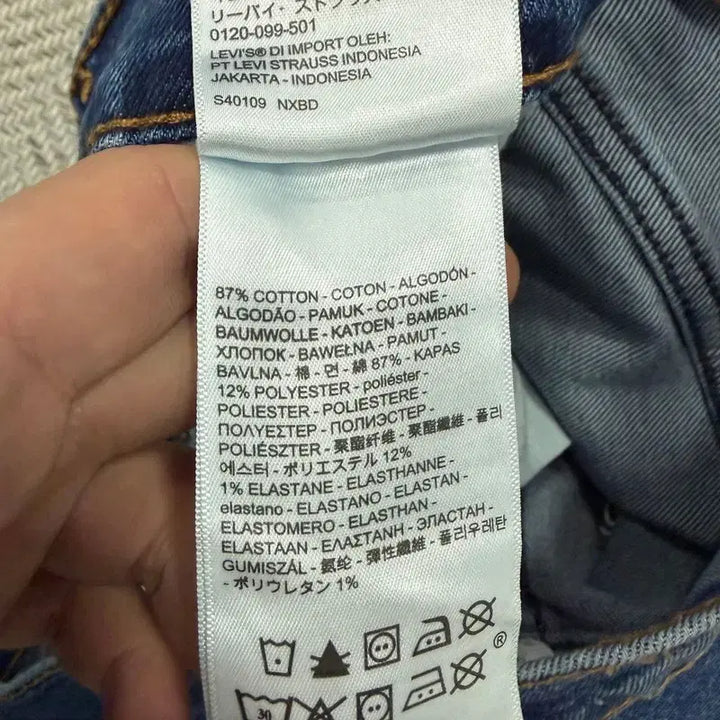 リーバイ・ストラウス
0120-099-501
LEVI'S® DI IMPORT OLEH:
PT LEVI STRAUSS INDONESIA
JAKARTA - INDONESIA
S40109 NXBD
87% COTTON - COTON - ALGODÓN -
ALGODÃO - PAMUK - COTONE -
BAUMWOLLE - KATOEN - BAMBAKI -
ХЛОПОК - BAWEŁNA - PAMUT -
BAVLNA - 棉 - 면 - 綿 87% - KAPAS
12% POLYESTER - poliéster -
POLIESTER - POLIESTERE -
ΠΟΛΥΕΣΤΕΡ - ПОЛИЭСТЕР -
POLIÉSZTER - 聚酯纤维 - 聚酯纖維 - 폴리
에스터 - ポリエステル 12%
1% ELASTANE - ELASTHANNE -
elastano - ELASTANO - ELASTAN -
ELASTOMERO - ELASTHAN -
ELASTAAN - ΕΛΑΣΤΑΝΗ - ЭЛАСТАН -
GUMISZÁL - 氨纶 - 彈性纖維 - 폴리우레탄
- ポリウレタン 1%
®
30